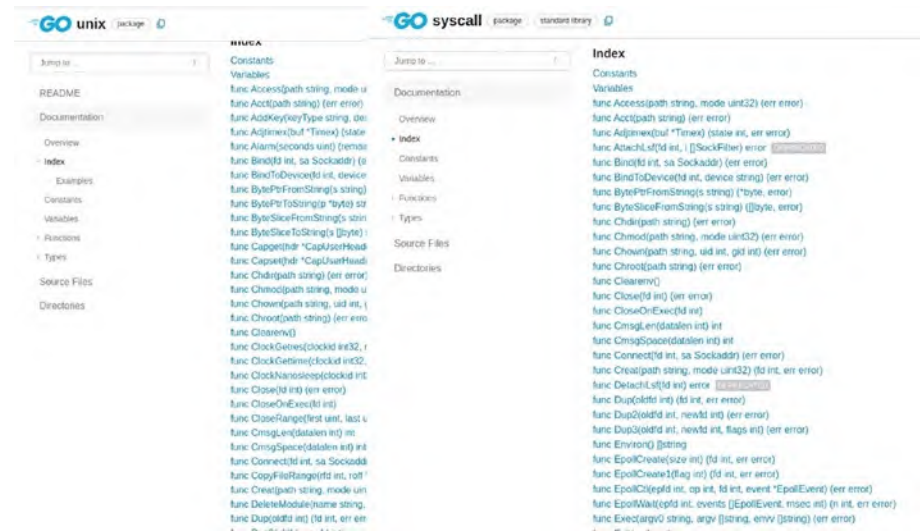 GO unix package
Jump to ...
README
Documentation
Overview
Index
Examples
Constants
Variables
Functions
Types
Source Files
Directories
Index
Constants
Variables
func Access(path string, mode u
func Acct(path string) (err error)
func AddKey(keyType string, des
func Adjtimex(buf *Timex) (state
func Alarm(seconds uint) (remai
func Bind(fd int, sa Sockaddr) (e
func BindToDevice(fd int, device
func BytePtrFromString(s string)
func BytePtrToString(p *byte) str
func ByteSliceFromString(s strin
func ByteSliceToString(s []byte)
func Capget(hdr *CapUserHead
func Capset(hdr *CapUserHead
func Chdir(path string) (err error)
func Chmod(path string, mode u
func Chown(path string, uid int,
func Chroot(path string) (err erro
func Clearenv()
func ClockGetres(clockid int32, r
func ClockGettime(clockid int32,
func ClockNanosleep(clockid int
func Close(fd int) (err error)
func CloseOnExec(fd int)
func CloseRange(first uint, last u
func CmsgLen(datalen int) int
func CmsgSpace(datalen int) int
func Connect(fd int, sa Sockadd
func CopyFileRange(rfd int, roff
func Creat(path string, mode uin
func DeleteModule(name string,
func Dup(oldfd int) (fd int, err err
GO syscall package standard library
Jump to ...
Documentation
Overview
Index
Constants
Variables
Functions
Types
Source Files
Directories
Index
Constants
Variables
func Access(path string, mode uint32) (err error)
func Acct(path string) (err error)
func Adjtimex(buf *Timex) (state int, err error)
func AttachLsf(fd int, i []SockFilter) error DEPRECATED
func Bind(fd int, sa Sockaddr) (err error)
func BindToDevice(fd int, device string) (err error)
func BytePtrFromString(s string) (*byte, error)
func ByteSliceFromString(s string) ([]byte, error)
func Chdir(path string) (err error)
func Chmod(path string, mode uint32) (err error)
func Chown(path string, uid int, gid int) (err error)
func Chroot(path string) (err error)
func Clearenv()
func Close(fd int) (err error)
func CloseOnExec(fd int)
func CmsgLen(datalen int) int
func CmsgSpace(datalen int) int
func Connect(fd int, sa Sockaddr) (err error)
func Creat(path string, mode uint32) (fd int, err error)
func DetachLsf(fd int) error DEPRECATED
func Dup(oldfd int) (fd int, err error)
func Dup2(oldfd int, newfd int) (err error)
func Dup3(oldfd int, newfd int, flags int) (err error)
func Environ() []string
func EpollCreate(size int) (fd int, err error)
func EpollCreate1(flag int) (fd int, err error)
func EpollCtl(epfd int, op int, fd int, event *EpollEvent) (err error)
func EpollWait(epfd int, events []EpollEvent, msec int) (n int, err error)
func Exec(argv0 string, argv []string, envv []string) (err error)